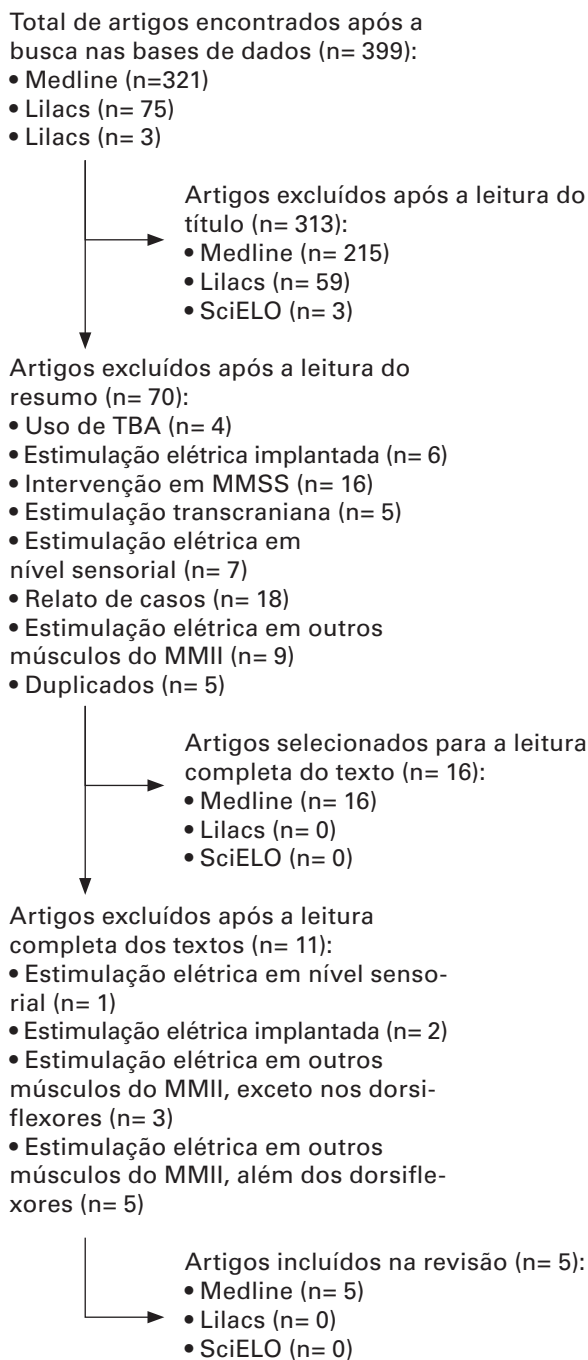 Total de artigos encontrados após a
busca nas bases de dados (n= 399):
• Medline (n=321)
• Lilacs (n= 75)
• Lilacs (n= 3)
Artigos excluídos após a leitura do
título (n= 313):
• Medline (n= 215)
• Lilacs (n= 59)
• SciELO (n= 3)
Artigos excluídos após a leitura do
resumo (n= 70):
• Uso de TBA (n= 4)
• Estimulação elétrica implantada (n= 6)
• Intervenção em MMSS (n= 16)
• Estimulação transcraniana (n= 5)
• Estimulação elétrica em
nível sensorial (n= 7)
• Relato de casos (n= 18)
• Estimulação elétrica em outros
músculos do MMII (n= 9)
• Duplicados (n= 5)
Artigos selecionados para a leitura
completa do texto (n= 16):
• Medline (n= 16)
• Lilacs (n= 0)
• SciELO (n= 0)
Artigos excluídos após a leitura
completa dos textos (n= 11):
• Estimulação elétrica em nível senso-
rial (n= 1)
• Estimulação elétrica implantada (n= 2)
• Estimulação elétrica em outros
músculos do MMII, exceto nos dorsi-
flexores (n= 3)
• Estimulação elétrica em outros
músculos do MMII, além dos dorsifle-
xores (n= 5)
Artigos incluídos na revisão (n= 5):
• Medline (n= 5)
• Lilacs (n= 0)
• SciELO (n= 0)